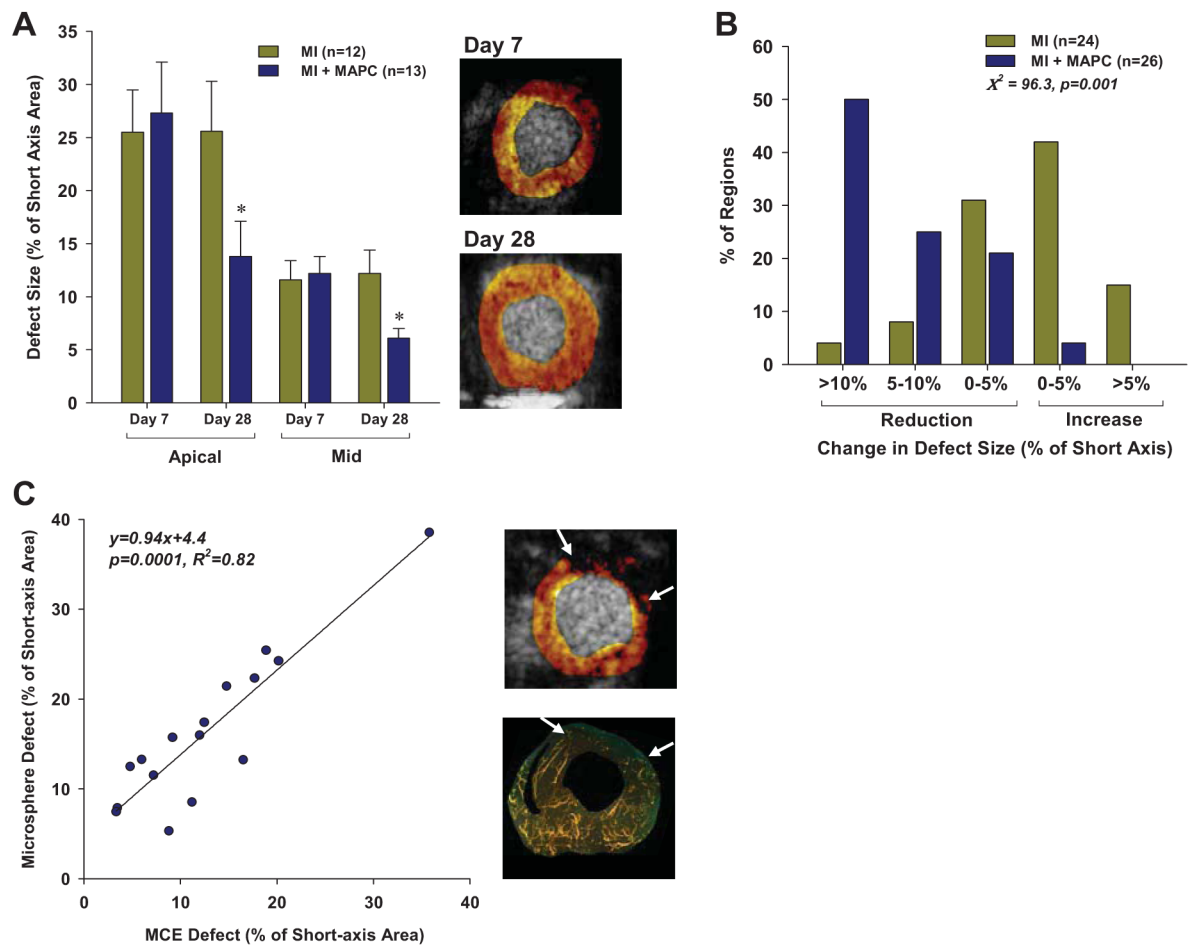 A
Defect Size (% of Short Axis Area)
35
30
25
20
15
10
5
0
MI (n=12)
MI + MAPC (n=13)
*
*
Day 7
Day 28
Day 7
Day 28
Apical
Mid
Day 7
Day 28
B
% of Regions
60
50
40
30
20
10
0
MI (n=24)
MI + MAPC (n=26)
X² = 96.3, p=0.001
>10%
5-10%
0-5%
0-5%
>5%
Reduction
Increase
Change in Defect Size (% of Short Axis)
C
Microsphere Defect (% of Short-axis Area)
40
30
20
10
0
y=0.94x+4.4
p=0.0001, R²=0.82
0
10
20
30
40
MCE Defect (% of Short-axis Area)